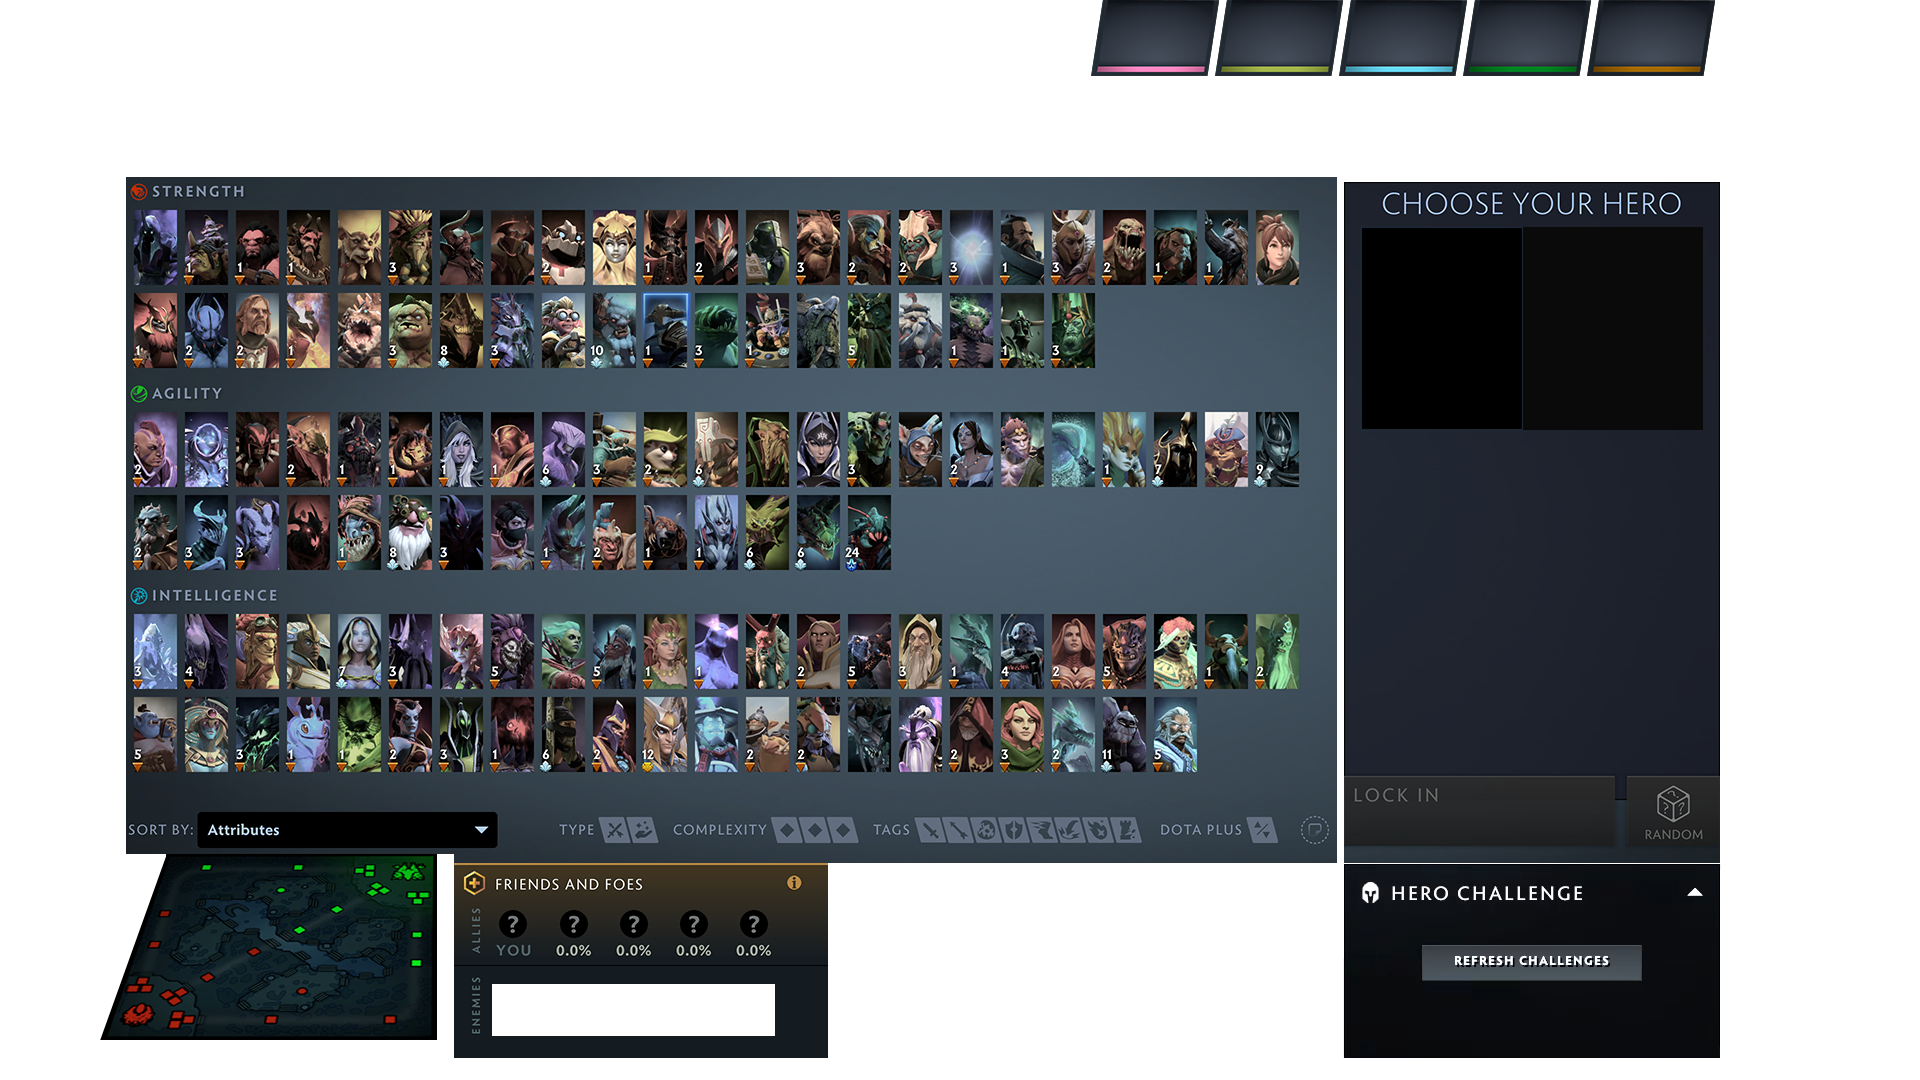 STRENGTH
CHOOSE YOUR HERO
1 1 1 3 2 1 2 3 2 2 3 1 3 2 1 1
1 2 2 1 3 8 3 10 1 3 1 5 1 1 3
AGILITY
2 2 1 1 1 1 6 3 2 6 3 2 1 7 9
2 3 3 1 8 3 1 2 1 1 6 6 24
INTELLIGENCE
3 4 7 3 5 5 1 1 2 5 3 1 4 2 5 1 2
5 3 1 1 2 3 1 6 2 12 2 2 2 3 2 11 5
LOCK IN
RANDOM
SORT BY: Attributes
TYPE
COMPLEXITY
TAGS
DOTA PLUS
FRIENDS AND FOES
i
ALLIES
? ? ? ? ?
YOU 0.0% 0.0% 0.0% 0.0%
ENEMIES
HERO CHALLENGE
REFRESH CHALLENGES